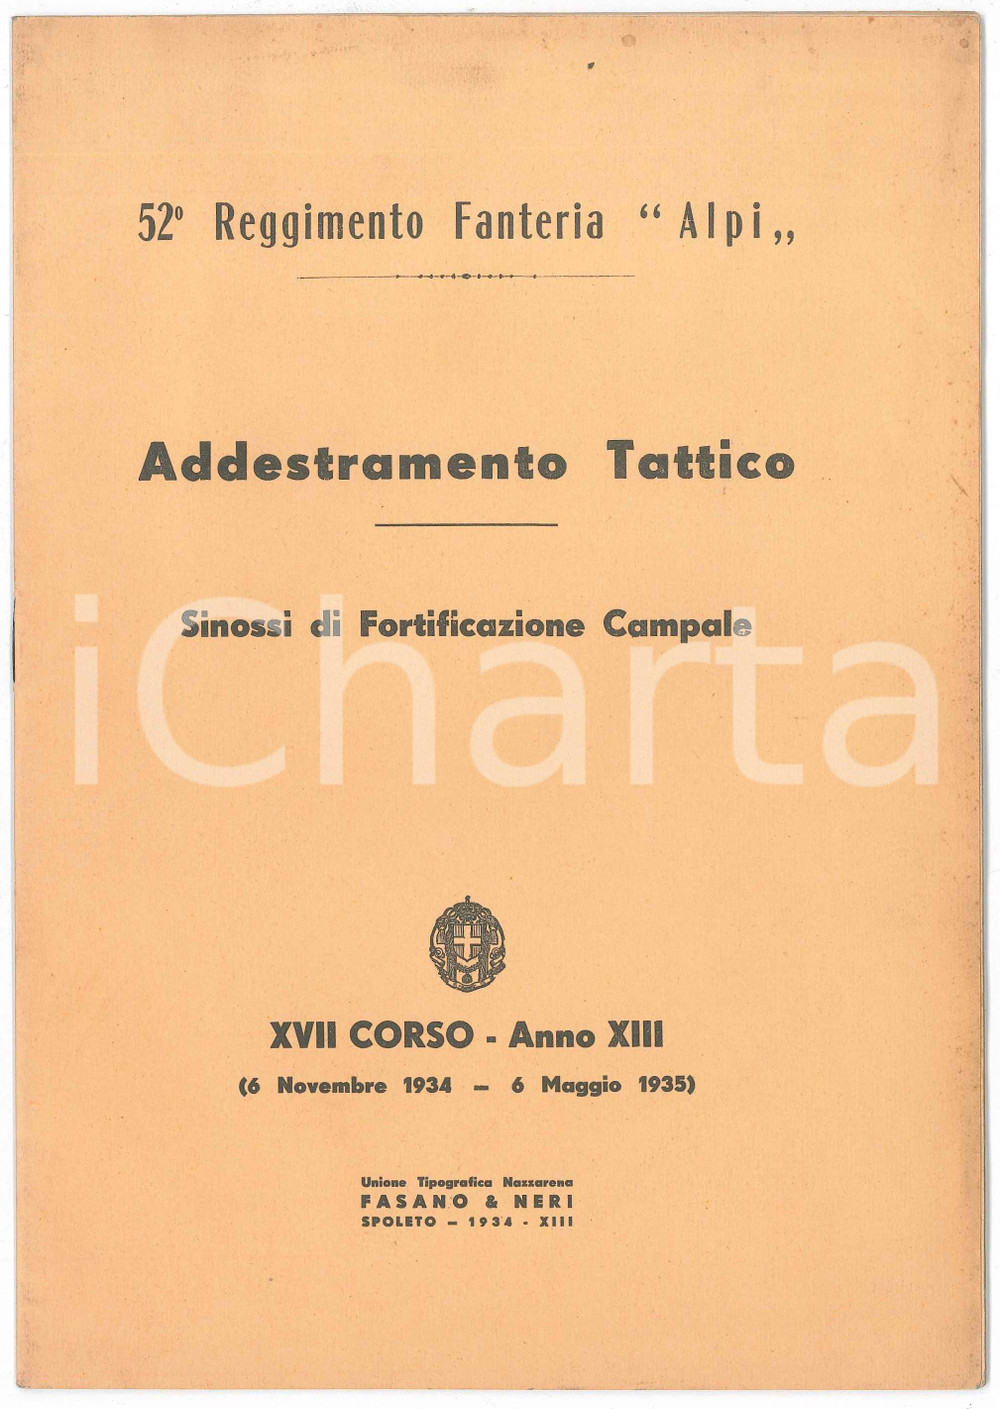 52º Reggimento Fanteria “ Alpi „
Addestramento Tattico
Sinossi di Fortificazione Campale
iCharta
XVII CORSO - Anno XIII
(6 Novembre 1934 – 6 Maggio 1935)
Unione Tipografica Nazzarena
FASANO & NERI
SPOLETO – 1934 - XIII